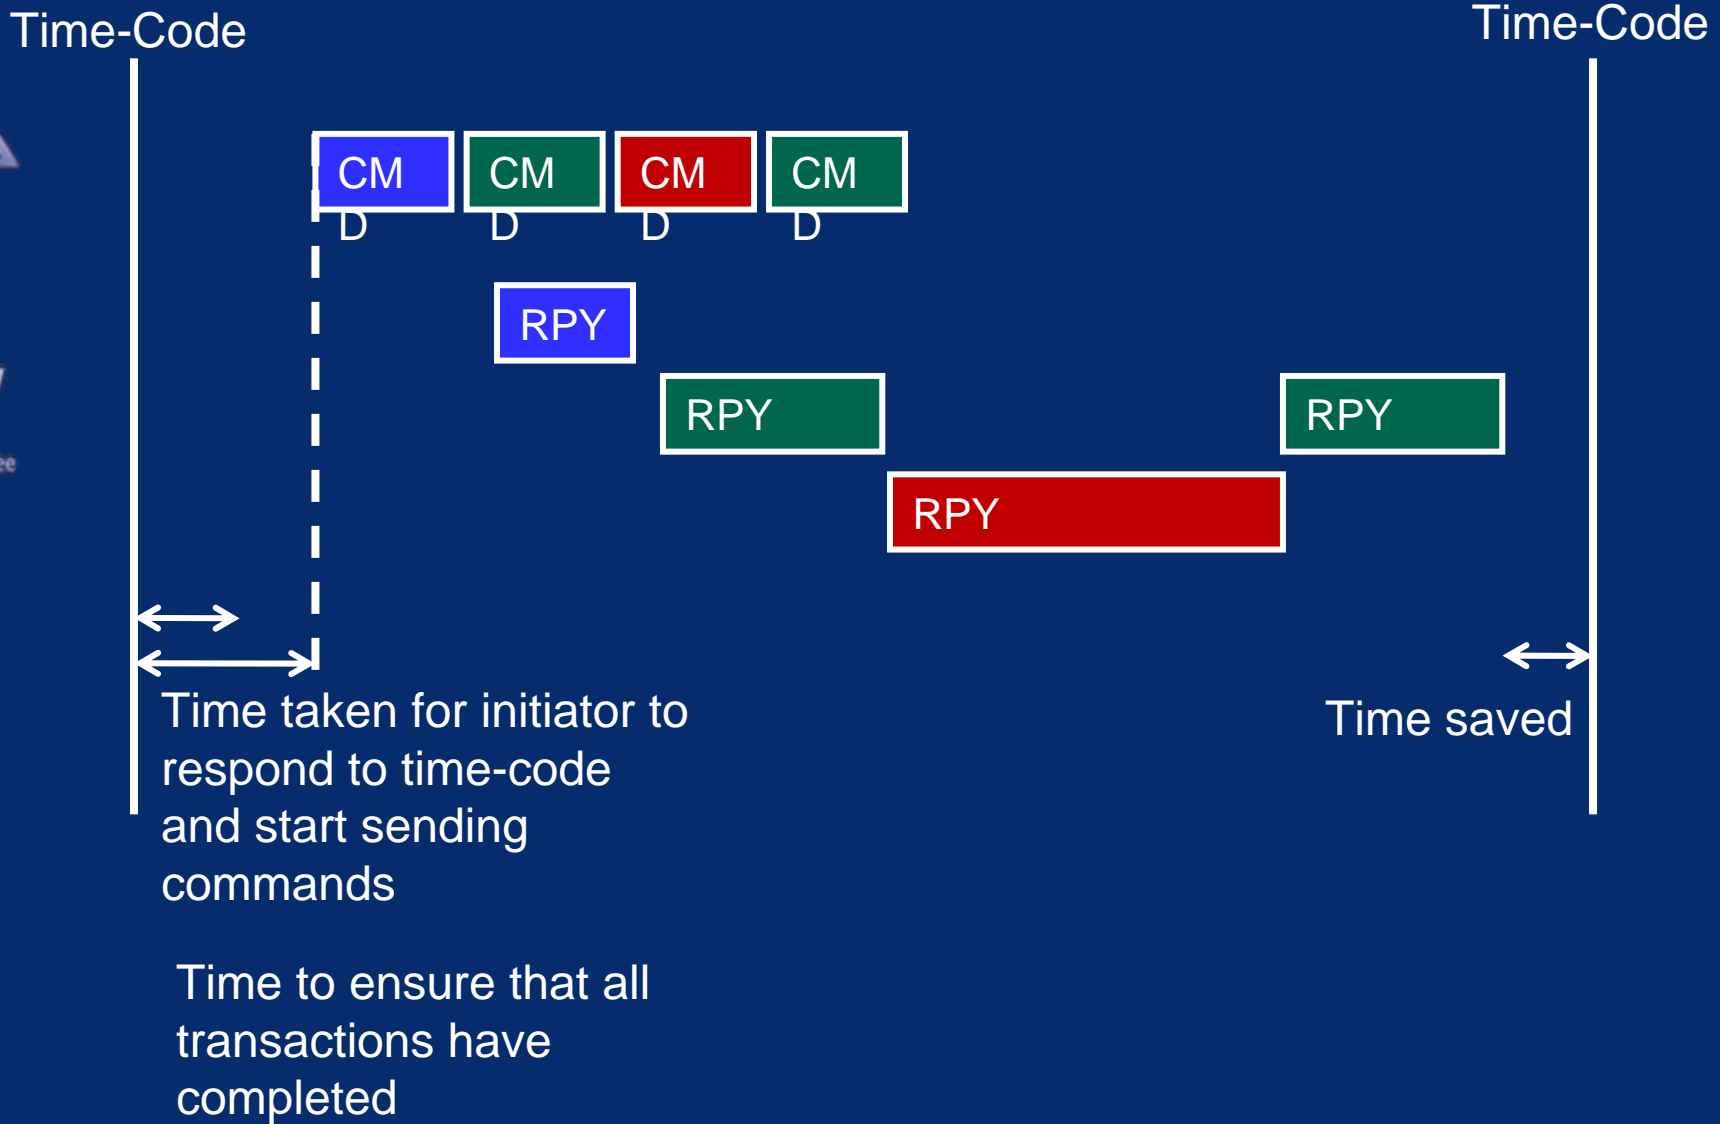 Time-Code
Time-Code
CM
D
CM
D
CM
D
CM
D
RPY
RPY
RPY
RPY
Time taken for initiator to
respond to time-code
and start sending
commands
Time saved
Time to ensure that all
transactions have
completed